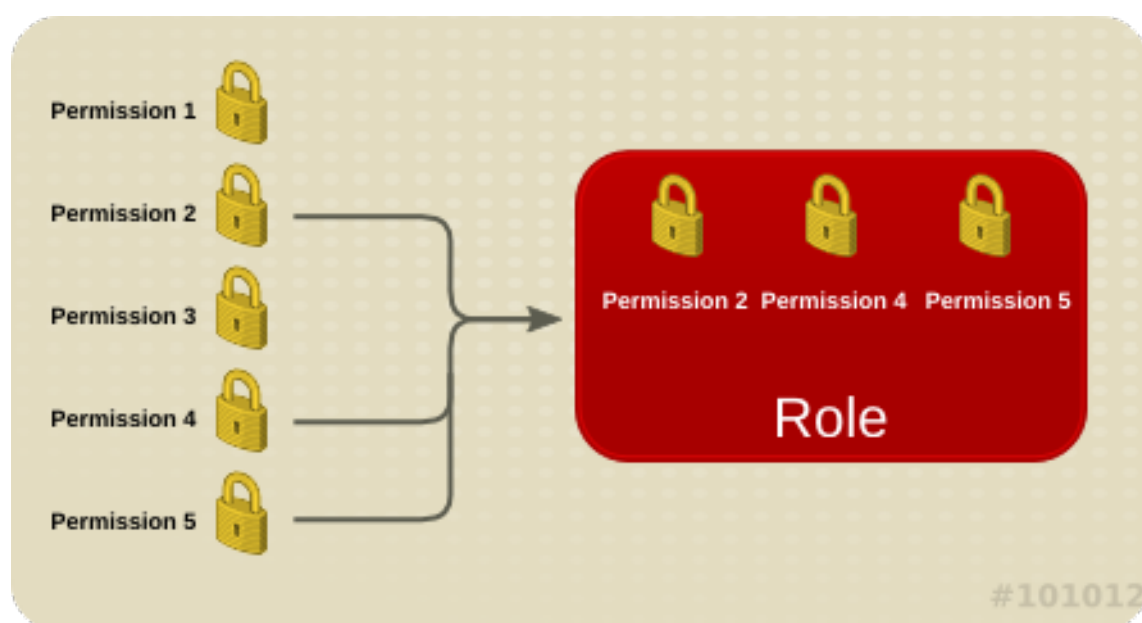 Permission 1
Permission 2
Permission 3
Permission 4
Permission 5
Permission 2 Permission 4 Permission 5
Role
#101012